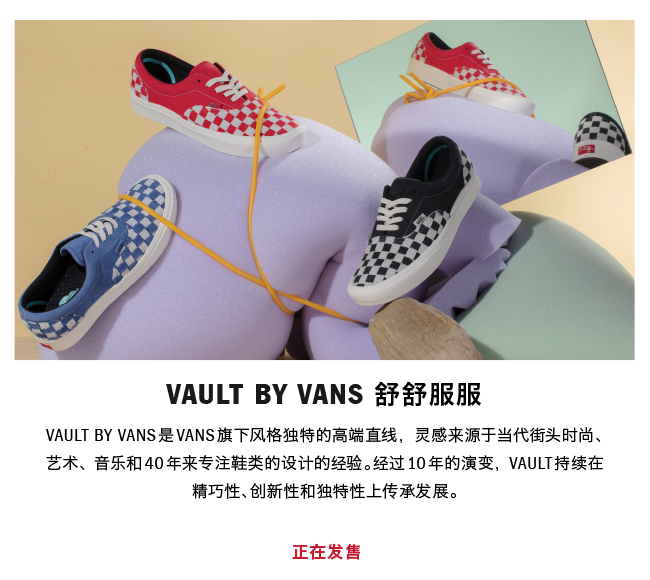 VAULT BY VANS 舒舒服服
VAULT BY VANS是VANS旗下风格独特的高端直线，灵感来源于当代街头时尚、
艺术、音乐和40年来专注鞋类的设计的经验。经过10年的演变，VAULT持续在
精巧性、创新性和独特性上传承发展。
正在发售